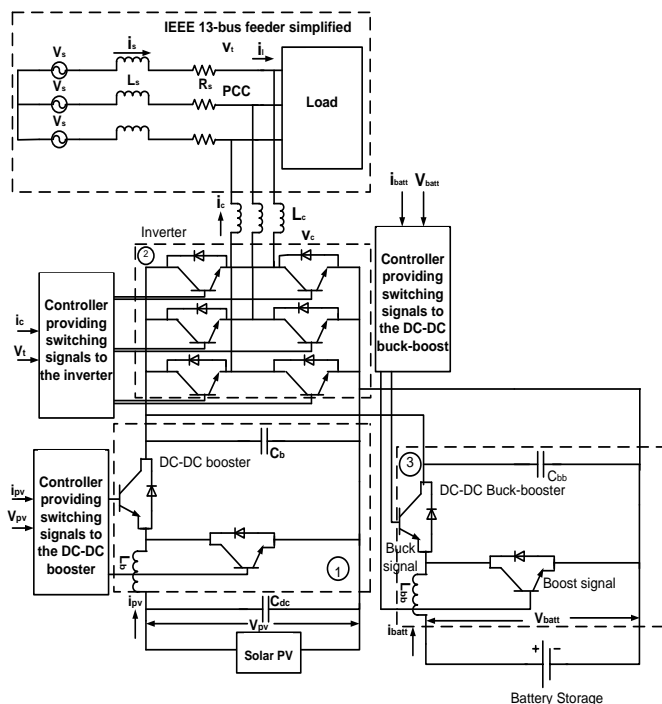 IEEE 13-bus feeder simplified
Vs
is
Vt
il
Vs
Ls
Rs
PCC
Load
Vs
ic
Lc
ibatt
Vbatt
Inverter
2
Vc
Controller
providing
switching
signals to
the DC-DC
buck-boost
Controller
providing
switching
signals to
the inverter
ic
Vt
Cb
DC-DC booster
Controller
providing
switching
signals to
the DC-DC
booster
ipv
Vpv
Lb
1
ipv
Cdc
Vpv
Solar PV
3
Cbb
DC-DC Buck-booster
Buck
signal
Boost signal
Lbb
Vbatt
ibatt
+ −
Battery Storage